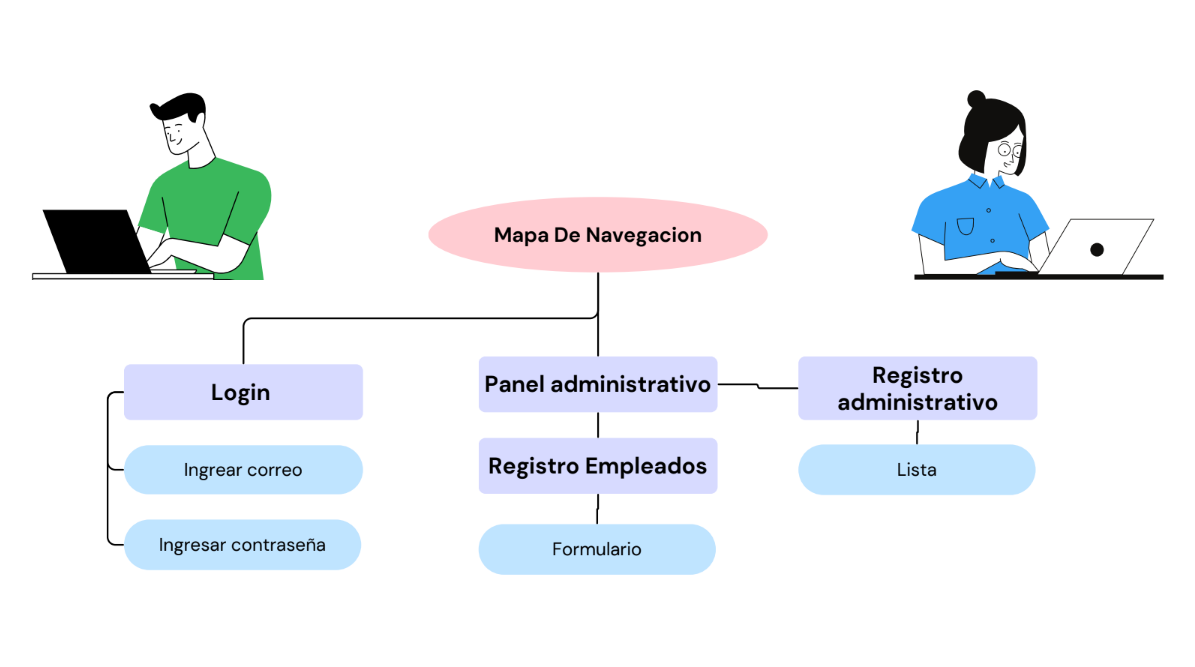 Mapa De Navegacion
Login
Ingrear correo
Ingresar contraseña
Panel administrativo
Registro Empleados
Formulario
Registro
administrativo
Lista